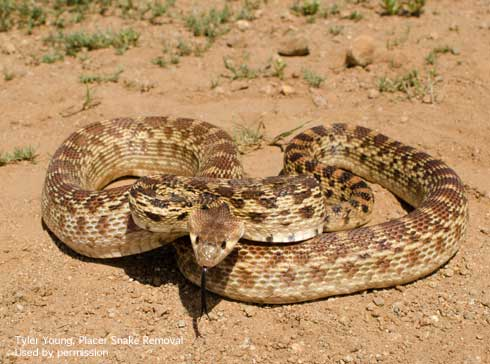 Tyler Young, Placer Snake Removal
Used by permission.